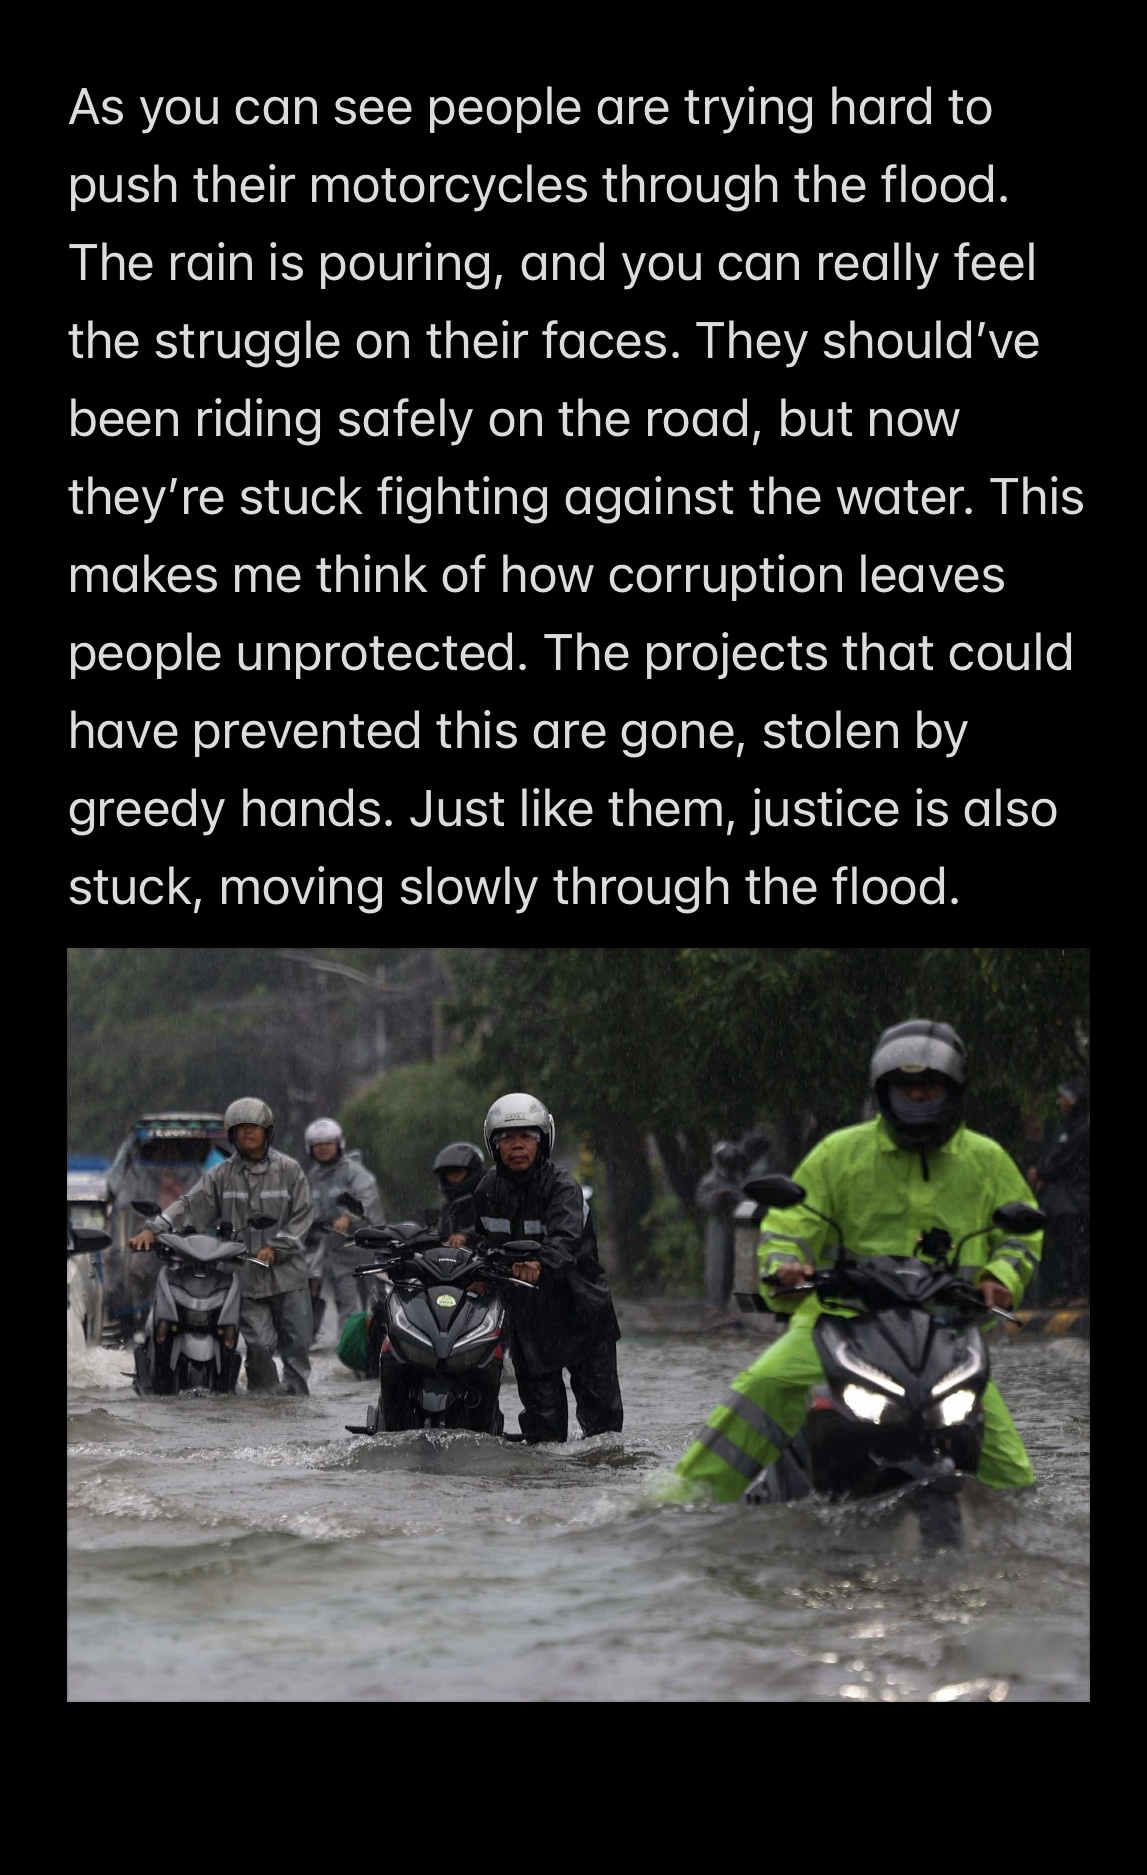 As you can see people are trying hard to
push their motorcycles through the flood.
The rain is pouring, and you can really feel
the struggle on their faces. They should’ve
been riding safely on the road, but now
they’re stuck fighting against the water. This
makes me think of how corruption leaves
people unprotected. The projects that could
have prevented this are gone, stolen by
greedy hands. Just like them, justice is also
stuck, moving slowly through the flood.